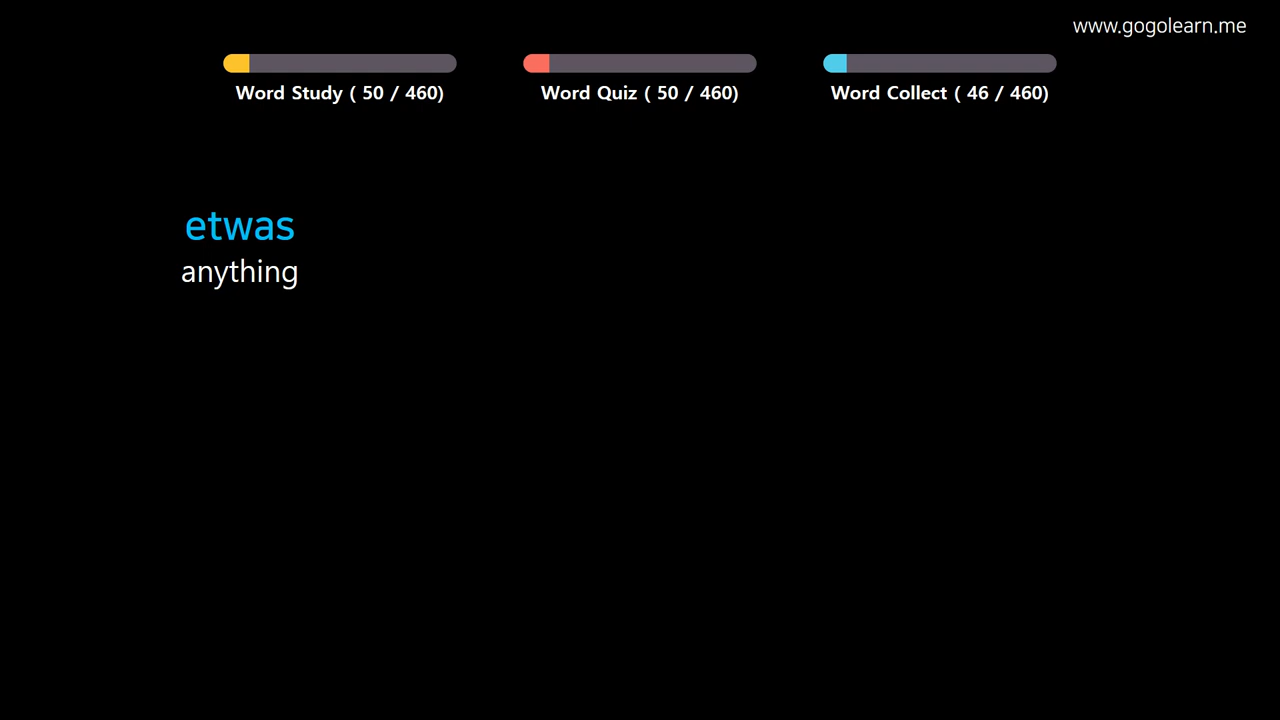 www.gogolearn.me
Word Study ( 50 / 460)
Word Quiz ( 50 / 460)
Word Collect ( 46 / 460)
etwas
anything